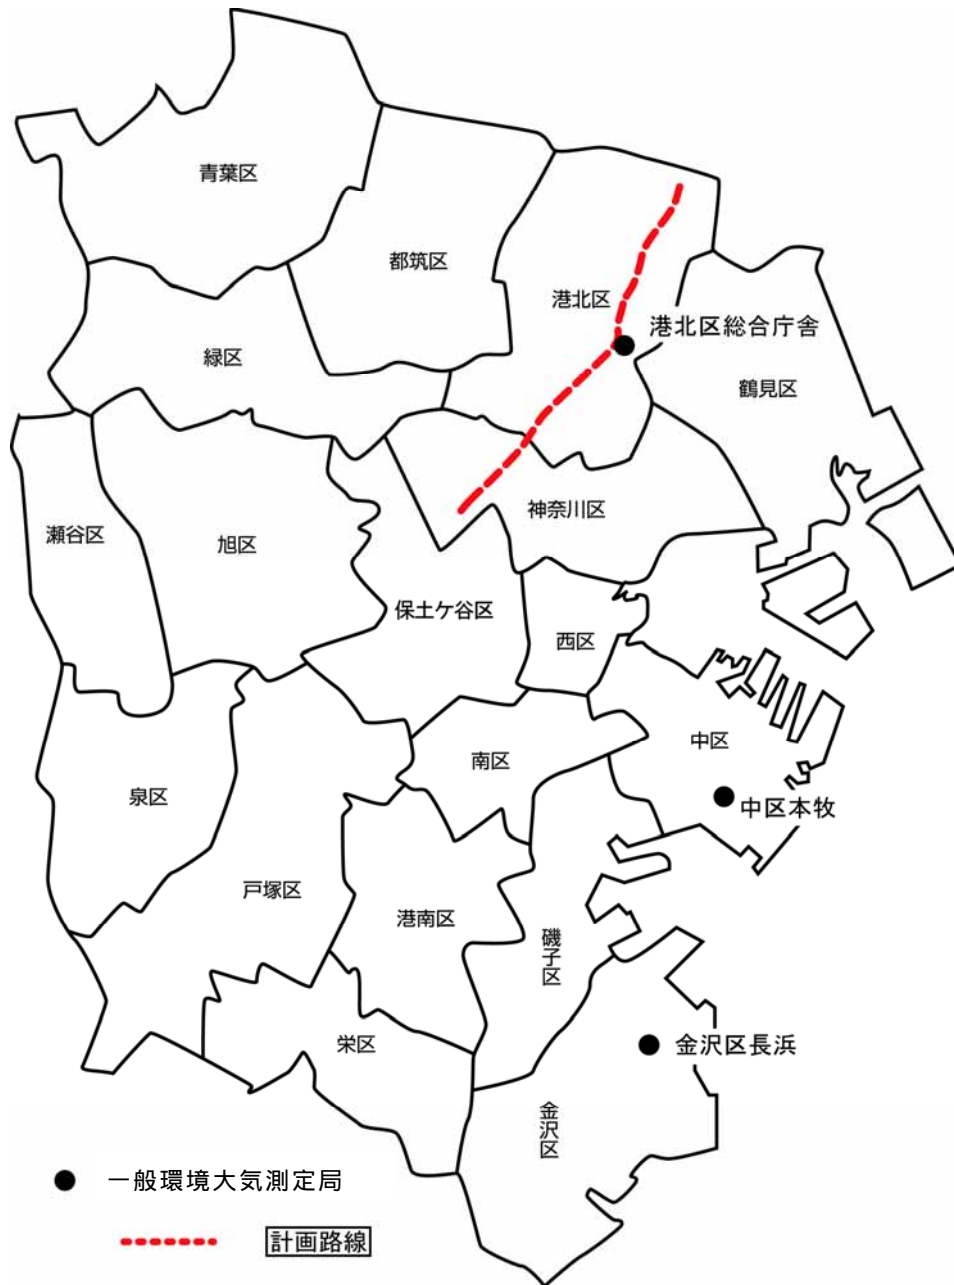 青葉区
都筑区
港北区
港北区総合庁舎
緑区
鶴見区
神奈川区
瀬谷区
旭区
保土ケ谷区
西区
中区
南区
泉区
中区本牧
戸塚区
港南区
磯子区
栄区
金沢区長浜
金沢区
一般環境大気測定局
計画路線